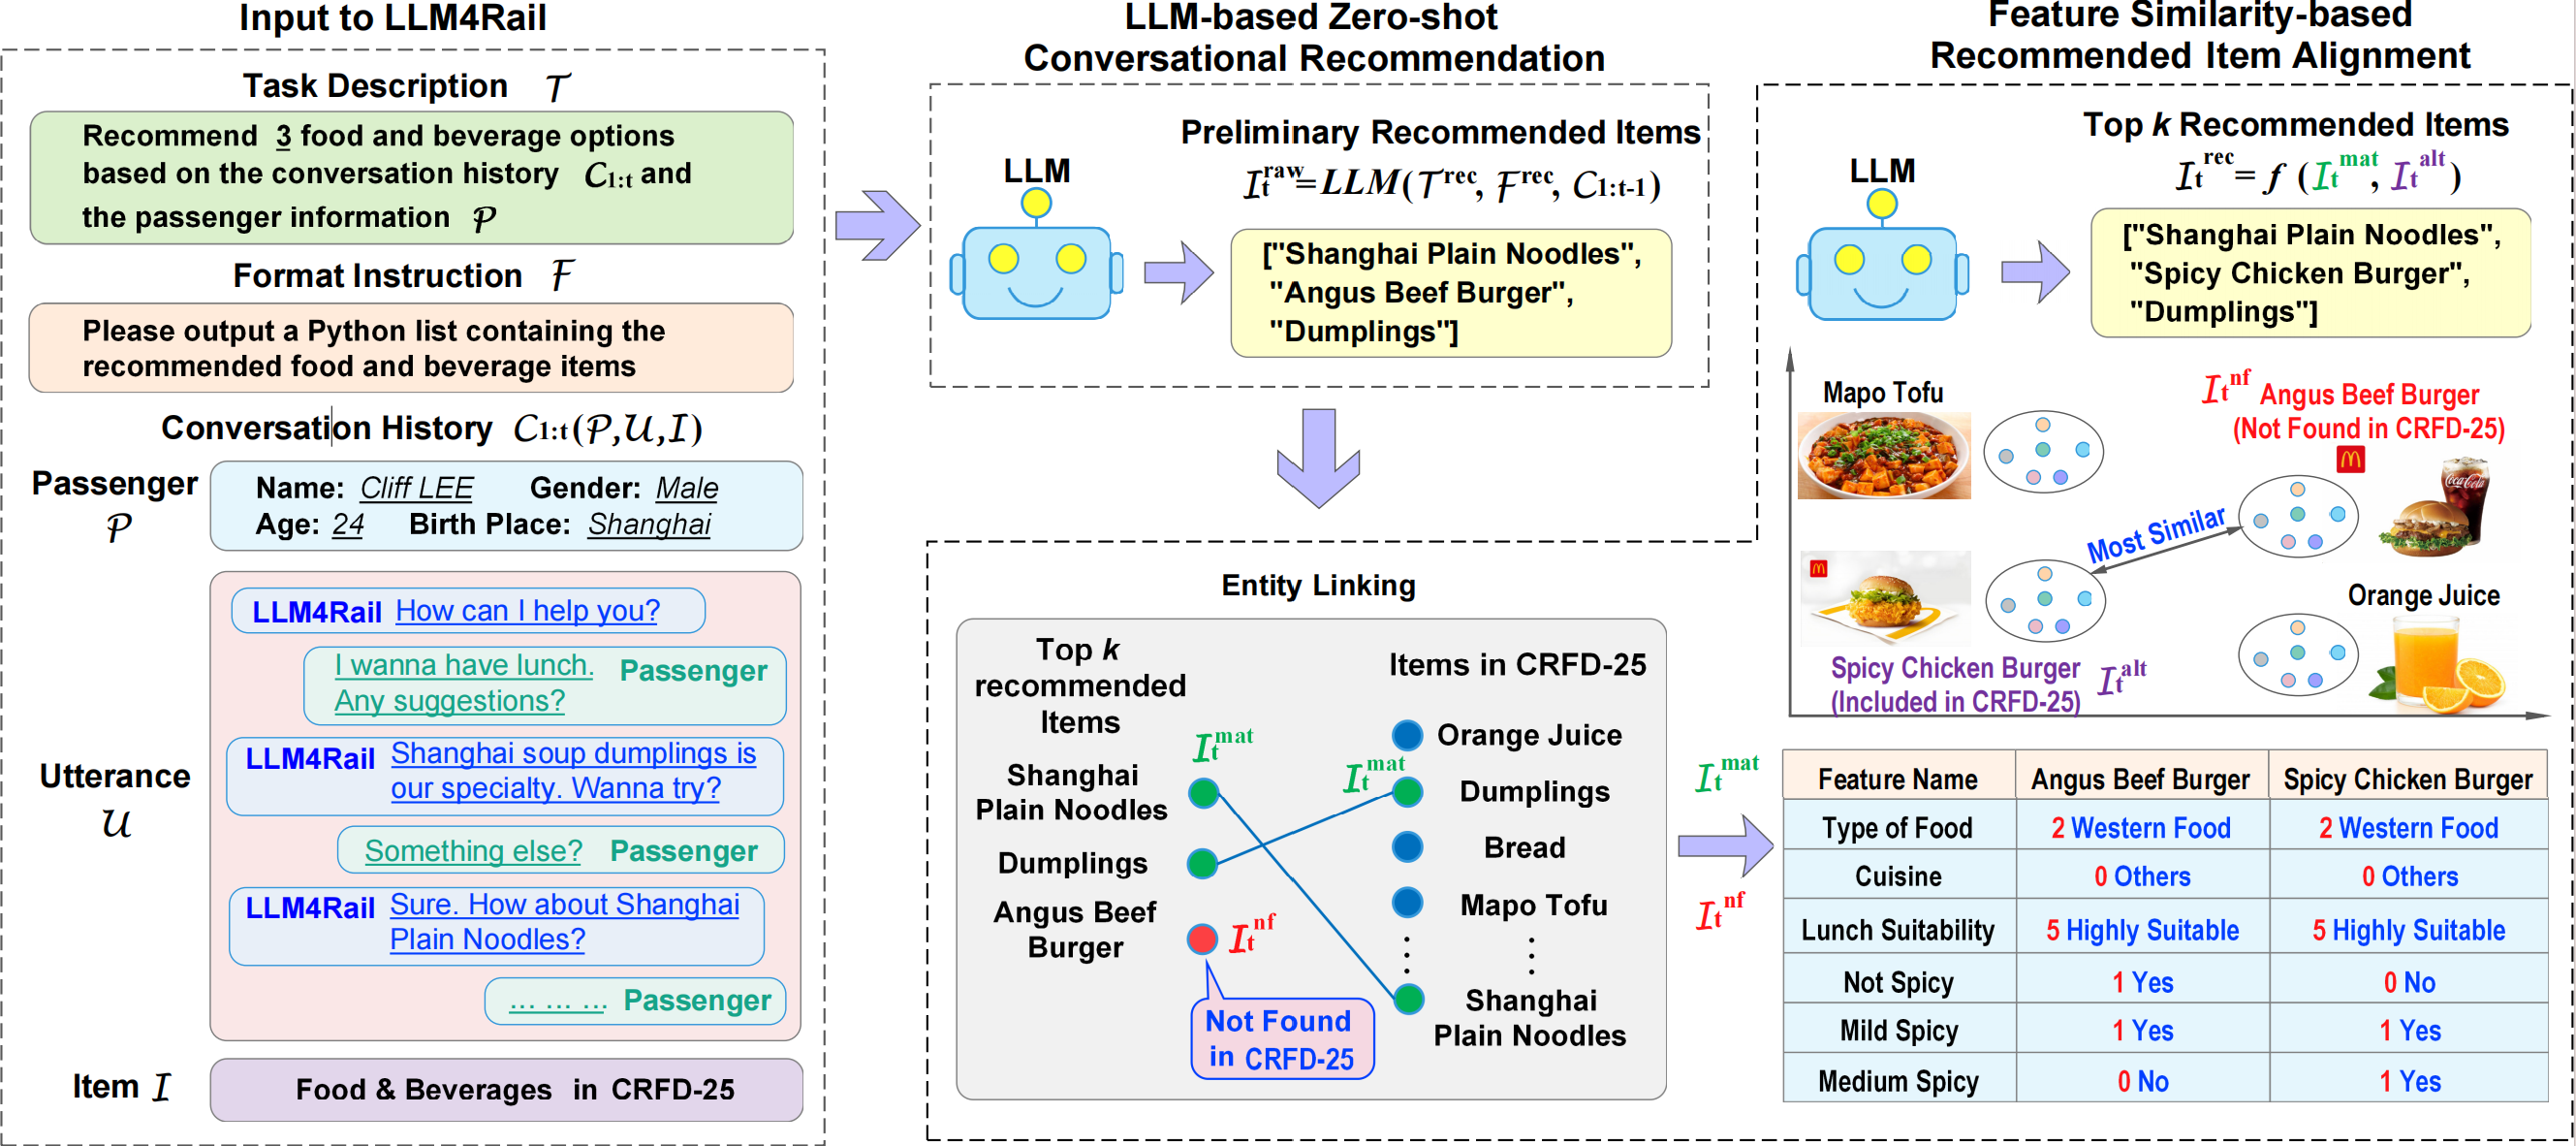 Input to LLM4Rail
Task Description 𝒯
Recommend 3 food and beverage options
based on the conversation history C1:t and
the passenger information 𝒫
Format Instruction ℱ
Please output a Python list containing the
recommended food and beverage items
Conversation History C1:t(𝒫,𝒰,ℐ)
Passenger
𝒫
Name: Cliff LEE Gender: Male
Age: 24 Birth Place: Shanghai
Utterance
𝒰
LLM4Rail How can I help you?
I wanna have lunch. Passenger
Any suggestions?
LLM4Rail Shanghai soup dumplings is
our specialty. Wanna try?
Something else? Passenger
LLM4Rail Sure. How about Shanghai
Plain Noodles?
... ... ... Passenger
Item ℐ
Food & Beverages in CRFD-25
LLM-based Zero-shot
Conversational Recommendation
LLM
Preliminary Recommended Items
ℐt^raw=LLM(𝒯^rec, ℱ^rec, C1:t-1)
["Shanghai Plain Noodles",
"Angus Beef Burger",
"Dumplings"]
Entity Linking
Top k
recommended
Items
Items in CRFD-25
ℐt^mat
Shanghai
Plain Noodles
Dumplings
Angus Beef
Burger
ℐt^nf
Not Found
in CRFD-25
Orange Juice
ℐt^mat
Dumplings
Bread
Mapo Tofu
Shanghai
Plain Noodles
ℐt^mat
ℐt^nf
Feature Similarity-based
Recommended Item Alignment
LLM
Top k Recommended Items
ℐt^rec= f (ℐt^mat, ℐt^alt)
["Shanghai Plain Noodles",
"Spicy Chicken Burger",
"Dumplings"]
Mapo Tofu
ℐt^nf Angus Beef Burger
(Not Found in CRFD-25)
Coca-Cola
Most Similar
Spicy Chicken Burger
(Included in CRFD-25) ℐt^alt
Orange Juice
Feature Name Angus Beef Burger Spicy Chicken Burger
Type of Food 2 Western Food 2 Western Food
Cuisine 0 Others 0 Others
Lunch Suitability 5 Highly Suitable 5 Highly Suitable
Not Spicy 1 Yes 0 No
Mild Spicy 1 Yes 1 Yes
Medium Spicy 0 No 1 Yes